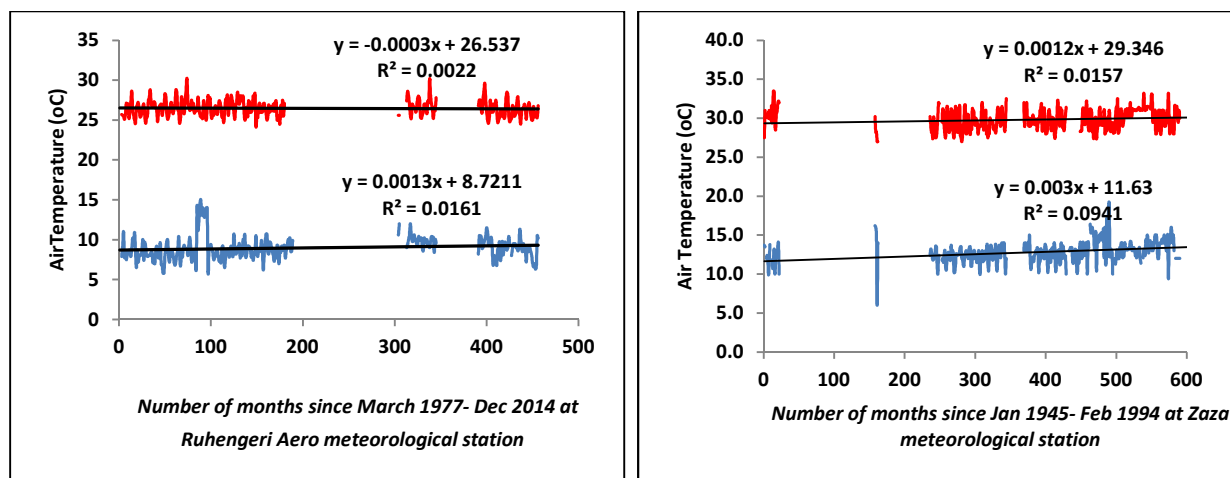 35
30
25
20
15
10
5
0
AirTemperature (oC)
y = -0.0003x + 26.537
R² = 0.0022
y = 0.0013x + 8.7211
R² = 0.0161
0 100 200 300 400 500
Number of months since March 1977- Dec 2014 at
Ruhengeri Aero meteorological station
40.0
35.0
30.0
25.0
20.0
15.0
10.0
5.0
0.0
Air Temperature (oC)
y = 0.0012x + 29.346
R² = 0.0157
y = 0.003x + 11.63
R² = 0.0941
0 100 200 300 400 500 600
Number of months since Jan 1945- Feb 1994 at Zaza
meteorological station